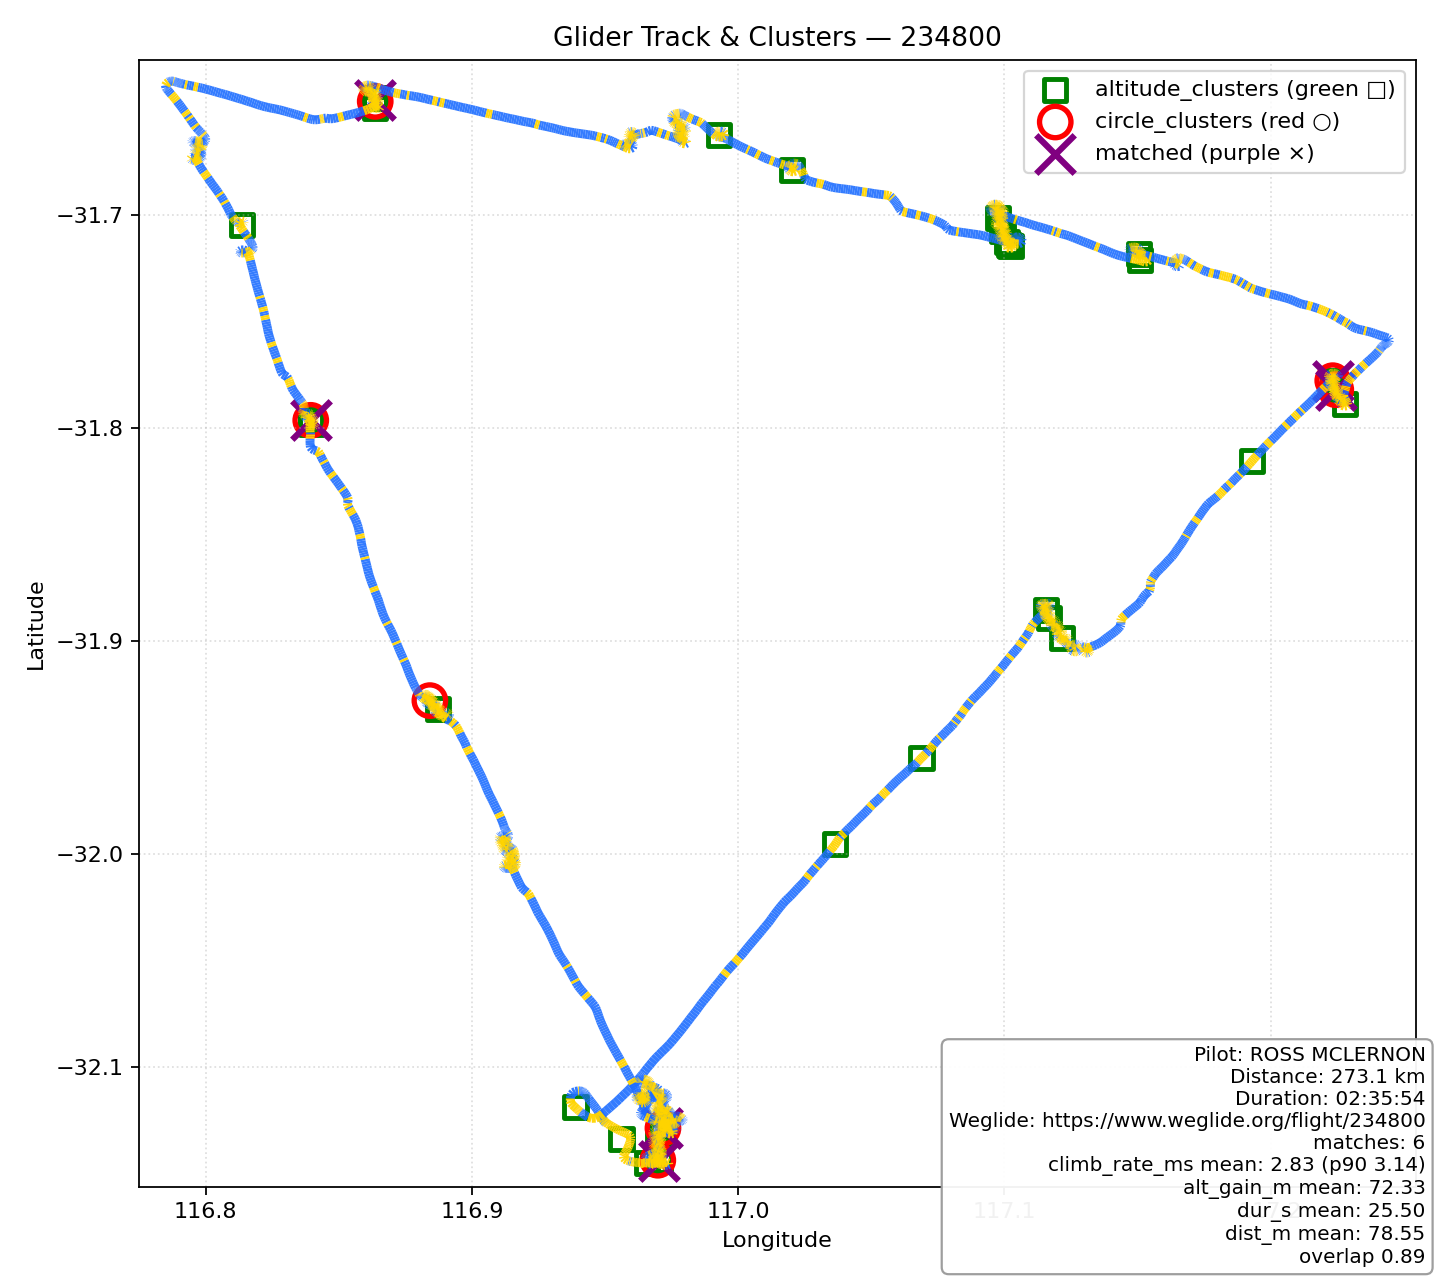 Glider Track & Clusters — 234800
altitude_clusters (green □)
circle_clusters (red ○)
matched (purple ×)
−31.7
−31.8
−31.9
−32.0
−32.1
Latitude
116.8
116.9
117.0
117.1
Longitude
Pilot: ROSS MCLERNON
Distance: 273.1 km
Duration: 02:35:54
Weglide: https://www.weglide.org/flight/234800
matches: 6
climb_rate_ms mean: 2.83 (p90 3.14)
alt_gain_m mean: 72.33
dur_s mean: 25.50
dist_m mean: 78.55
overlap 0.89